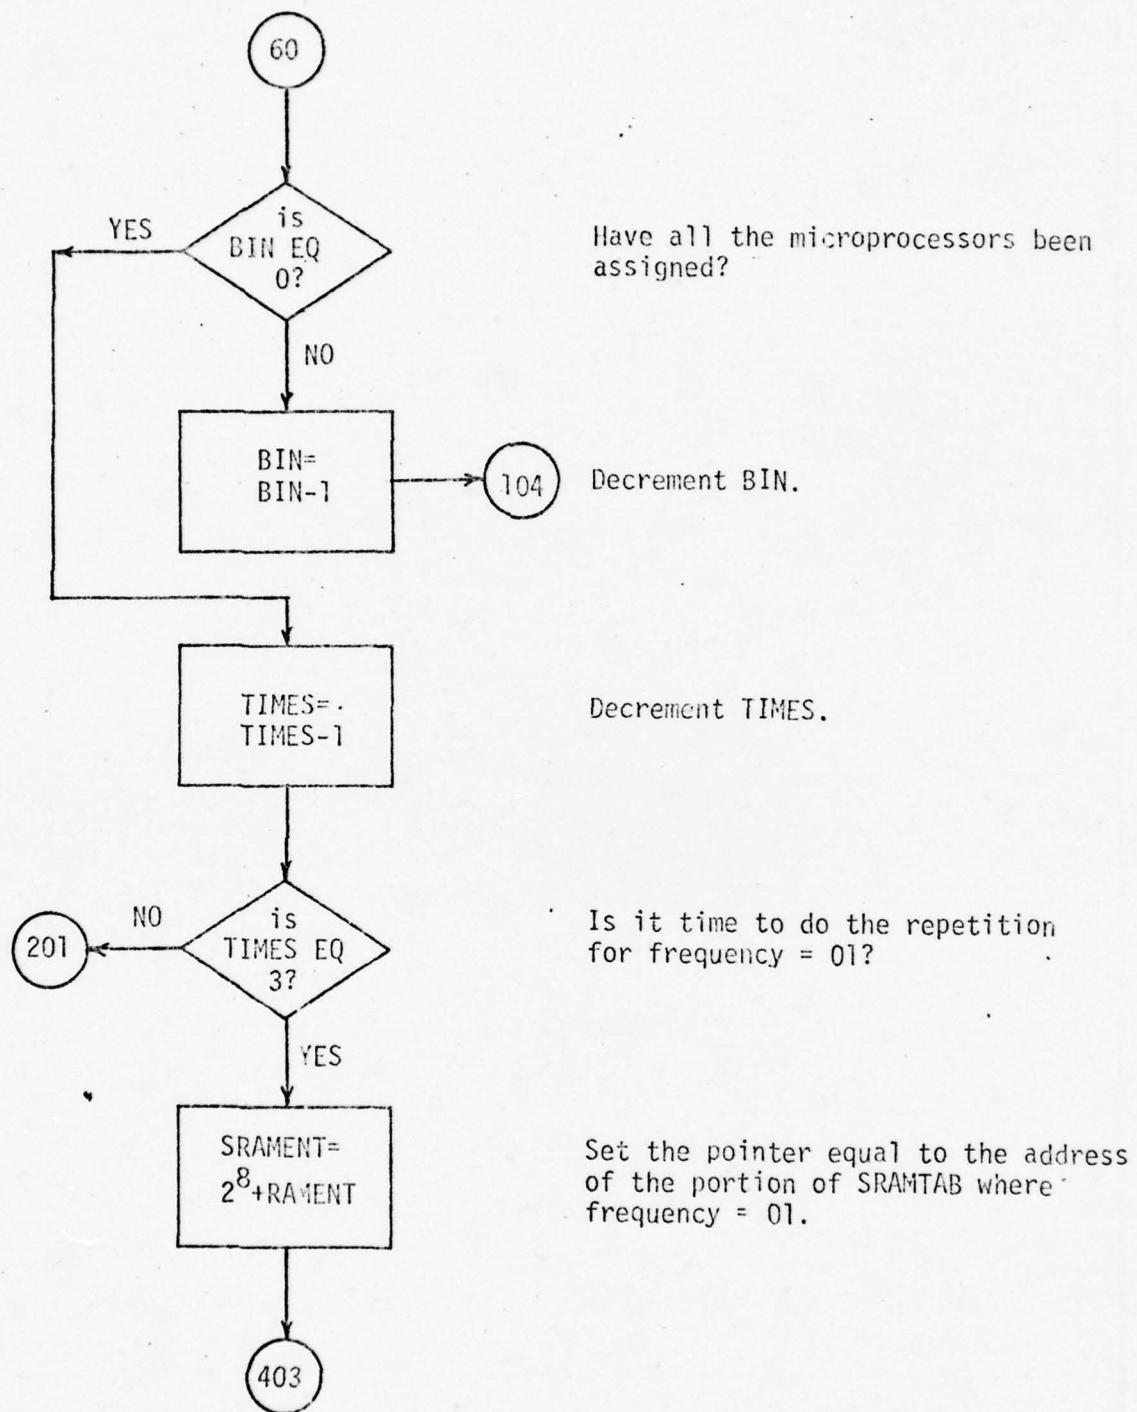 60
is
BIN EQ
0?
YES
Have all the microprocessors been
assigned?
NO
BIN=
BIN-1
104
Decrement BIN.
TIMES=
TIMES-1
Decrement TIMES.
is
TIMES EQ
3?
NO
201
Is it time to do the repetition
for frequency = 01?
YES
SRAMENT=
2⁸+RAMENT
Set the pointer equal to the address
of the portion of SRAMTAB where
frequency = 01.
403